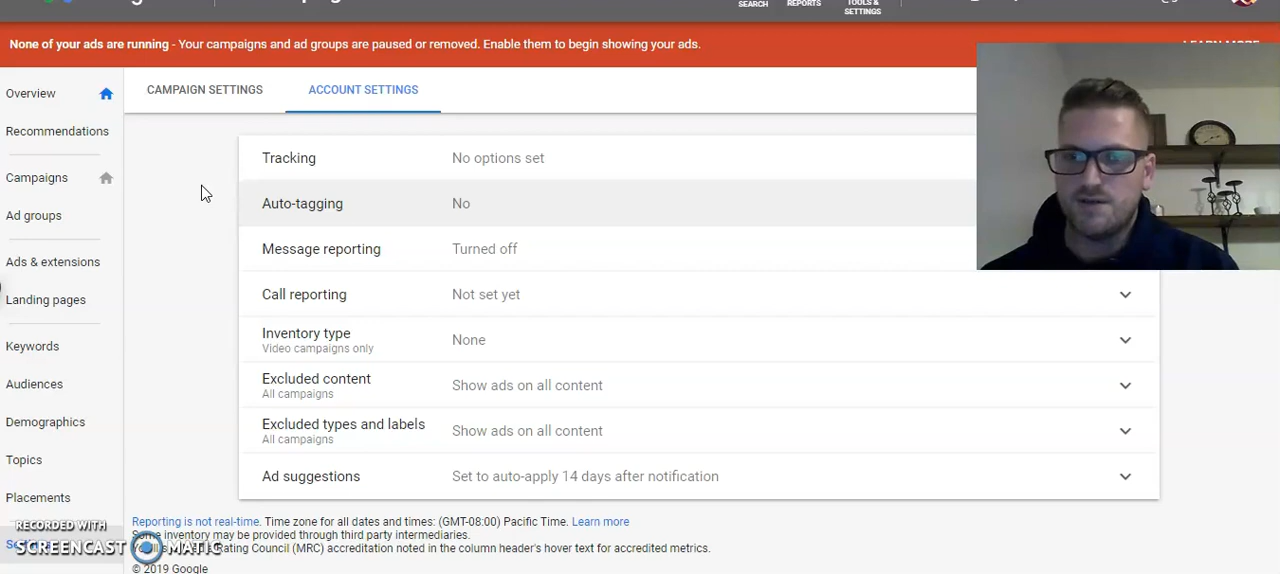 SEARCH
REPORTS
TOOLS &
SETTINGS
None of your ads are running - Your campaigns and ad groups are paused or removed. Enable them to begin showing your ads.
LEARN MORE
Overview
Recommendations
Campaigns
Ad groups
Ads & extensions
Landing pages
Keywords
Audiences
Demographics
Topics
Placements
CAMPAIGN SETTINGS
ACCOUNT SETTINGS
Tracking No options set
Auto-tagging No
Message reporting Turned off
Call reporting Not set yet
Inventory type None
Video campaigns only
Excluded content Show ads on all content
All campaigns
Excluded types and labels Show ads on all content
All campaigns
Ad suggestions Set to auto-apply 14 days after notification
Reporting is not real-time. Time zone for all dates and times: (GMT-08:00) Pacific Time. Learn more
Some inventory may be provided through third party intermediaries.
Rating Council (MRC) accreditation noted in the column header's hover text for accredited metrics.
© 2019 Google
RECORDED WITH
SCREENCAST MATIC